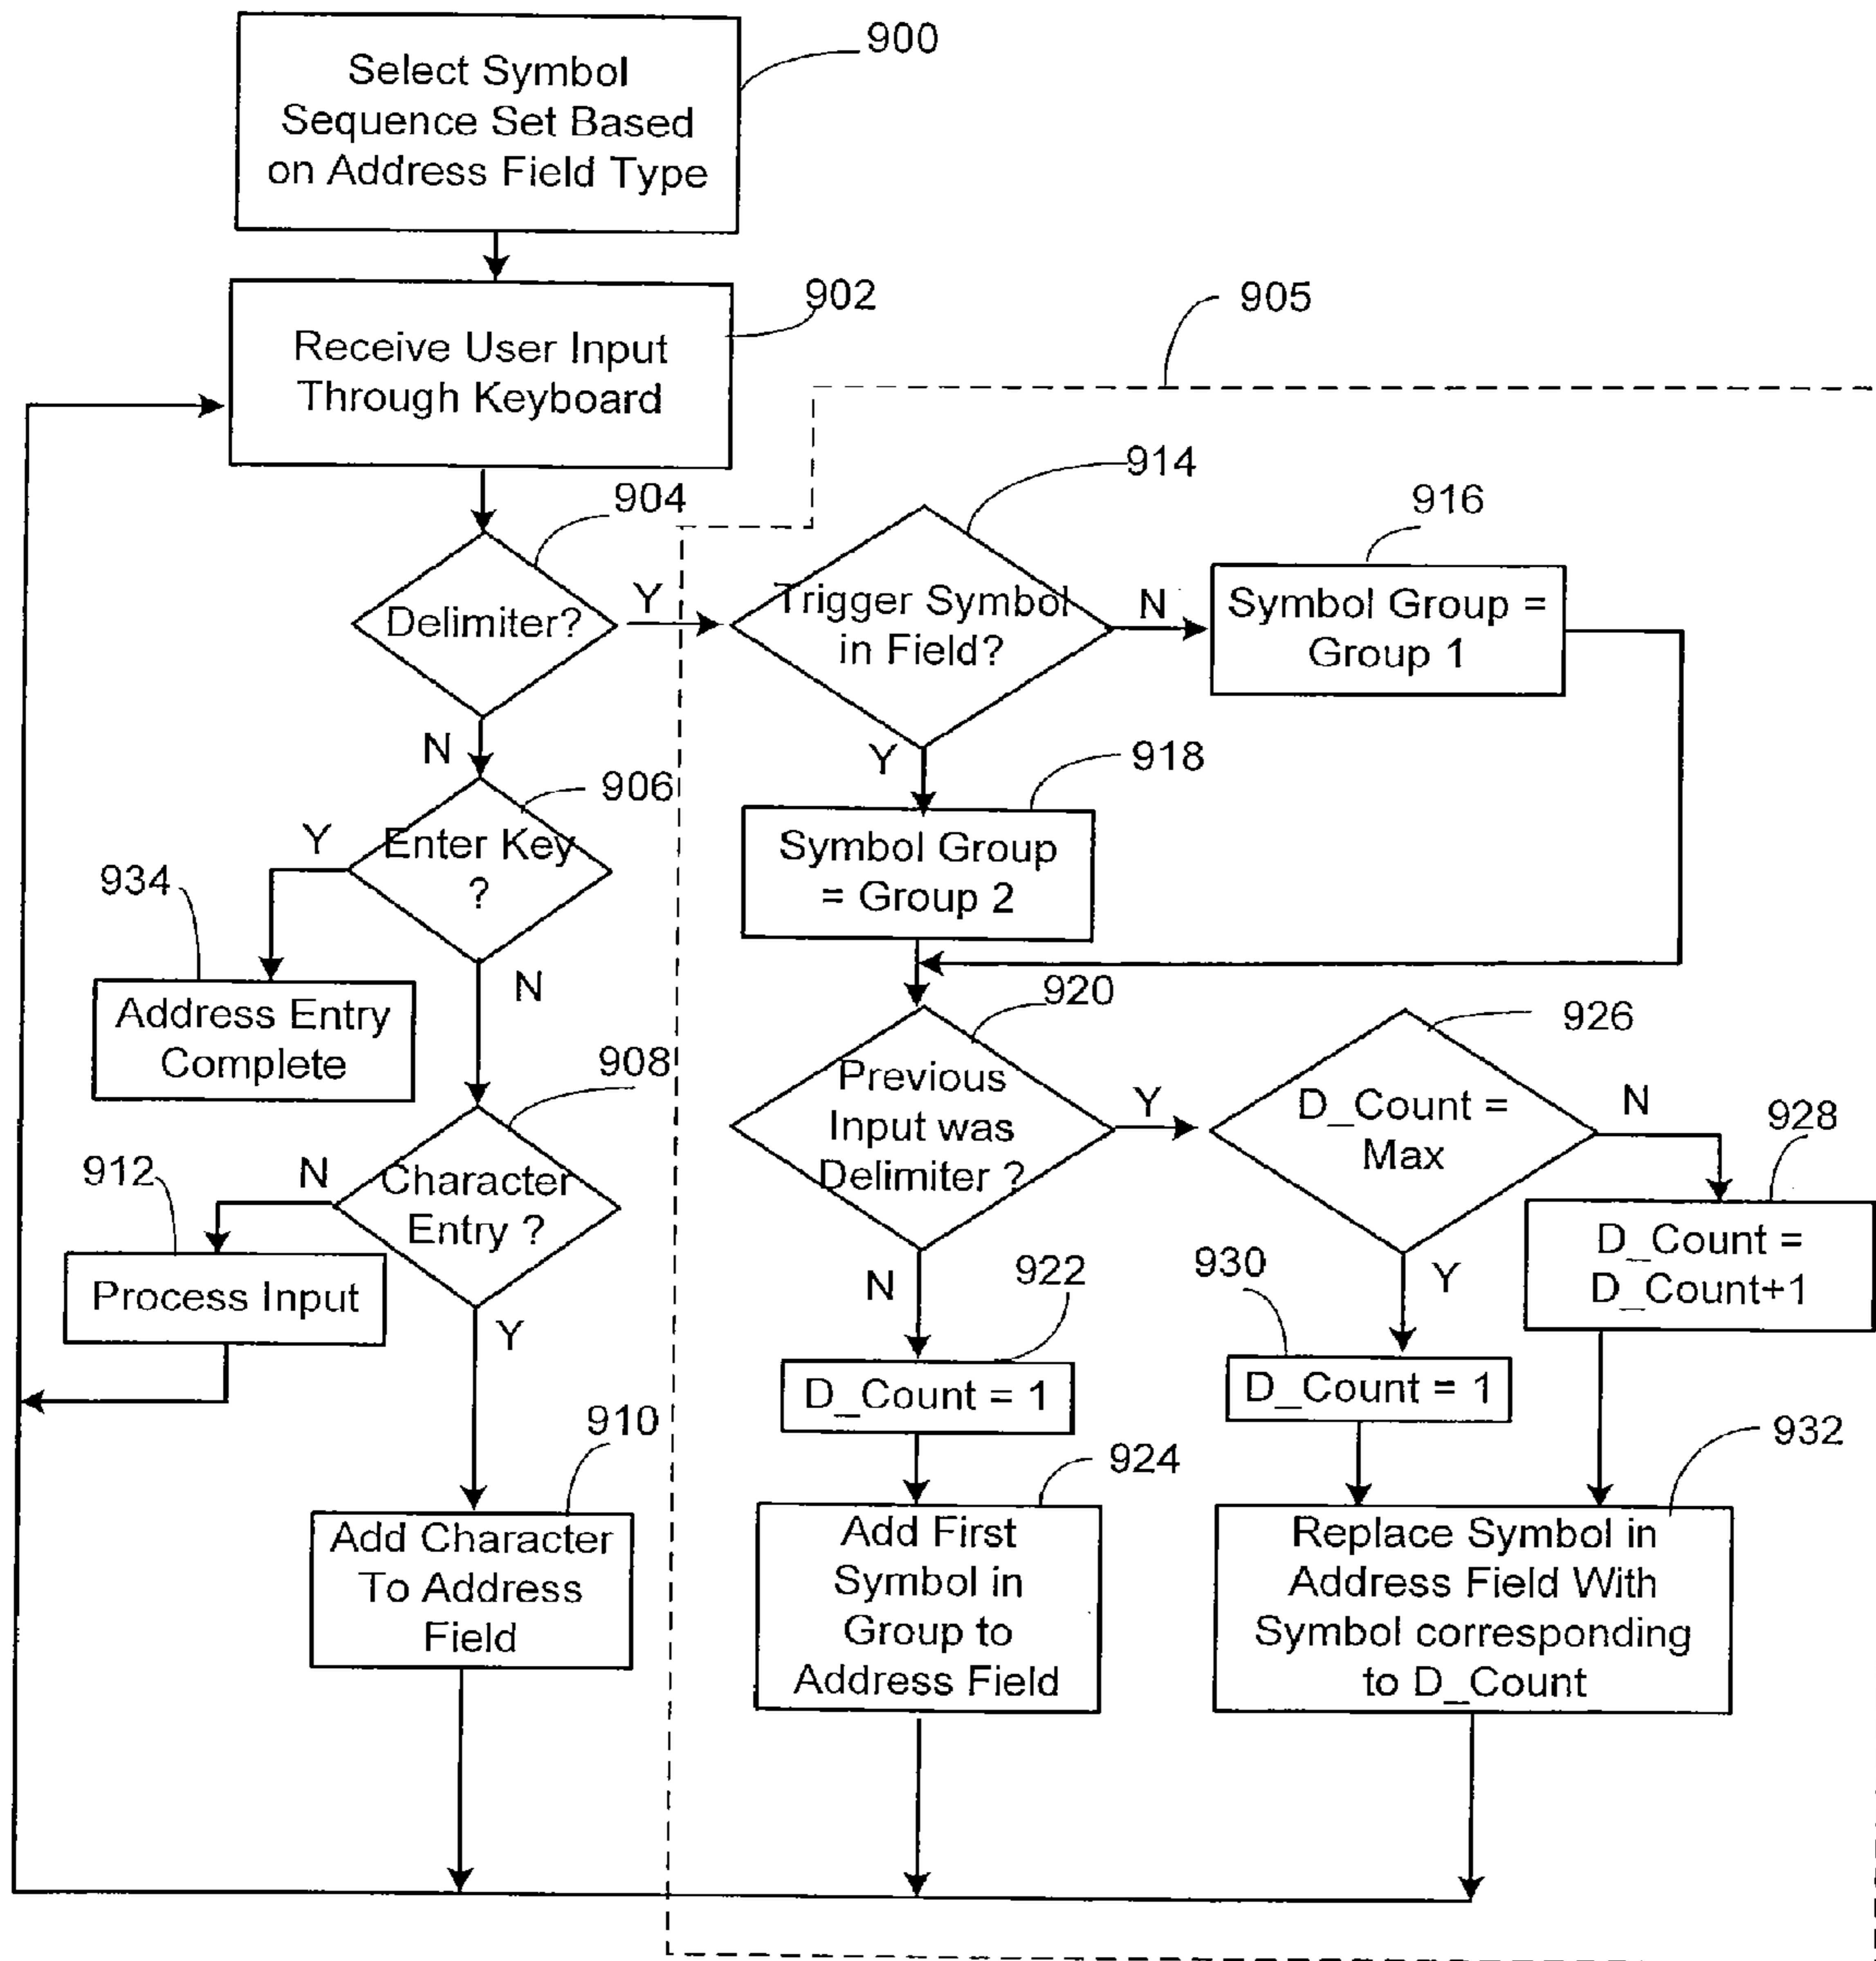 900
Select Symbol
Sequence Set Based
on Address Field Type
902
Receive User Input
Through Keyboard
905
904
Delimiter?
Y
N
914
Trigger Symbol
in Field?
N
Y
916
Symbol Group =
Group 1
918
Symbol Group
= Group 2
906
Enter Key
?
Y
N
934
Address Entry
Complete
908
Character
Entry ?
N
Y
912
Process Input
910
Add Character
To Address
Field
920
Previous
Input was
Delimiter ?
Y
N
926
D_Count =
Max
N
Y
928
D_Count =
D_Count+1
922
D_Count = 1
930
D_Count = 1
924
Add First
Symbol in
Group to
Address Field
932
Replace Symbol in
Address Field With
Symbol corresponding
to D_Count